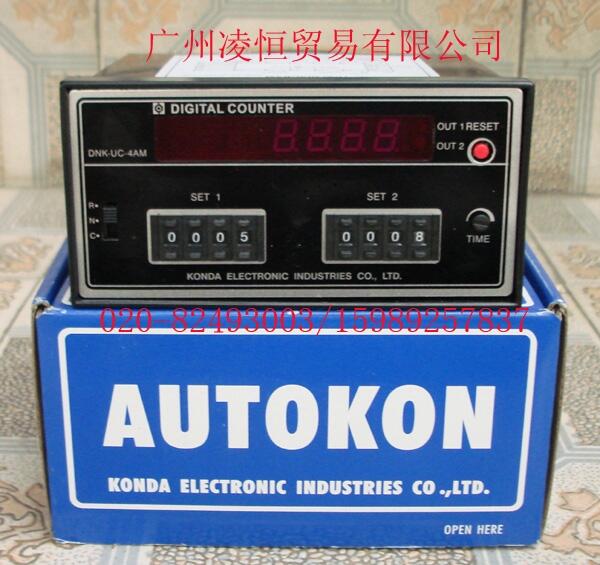 广州凌恒贸易有限公司
DIGITAL COUNTER
8888
OUT 1 RESET
DNK-UC-4AM
OUT 2
SET 1
SET 2
R
N
C
0005
0008
TIME
KONDA ELECTRONIC INDUSTRIES CO., LTD.
020-82493003/15989257837
AUTOKON
KONDA ELECTRONIC INDUSTRIES CO.,LTD.
OPEN HERE